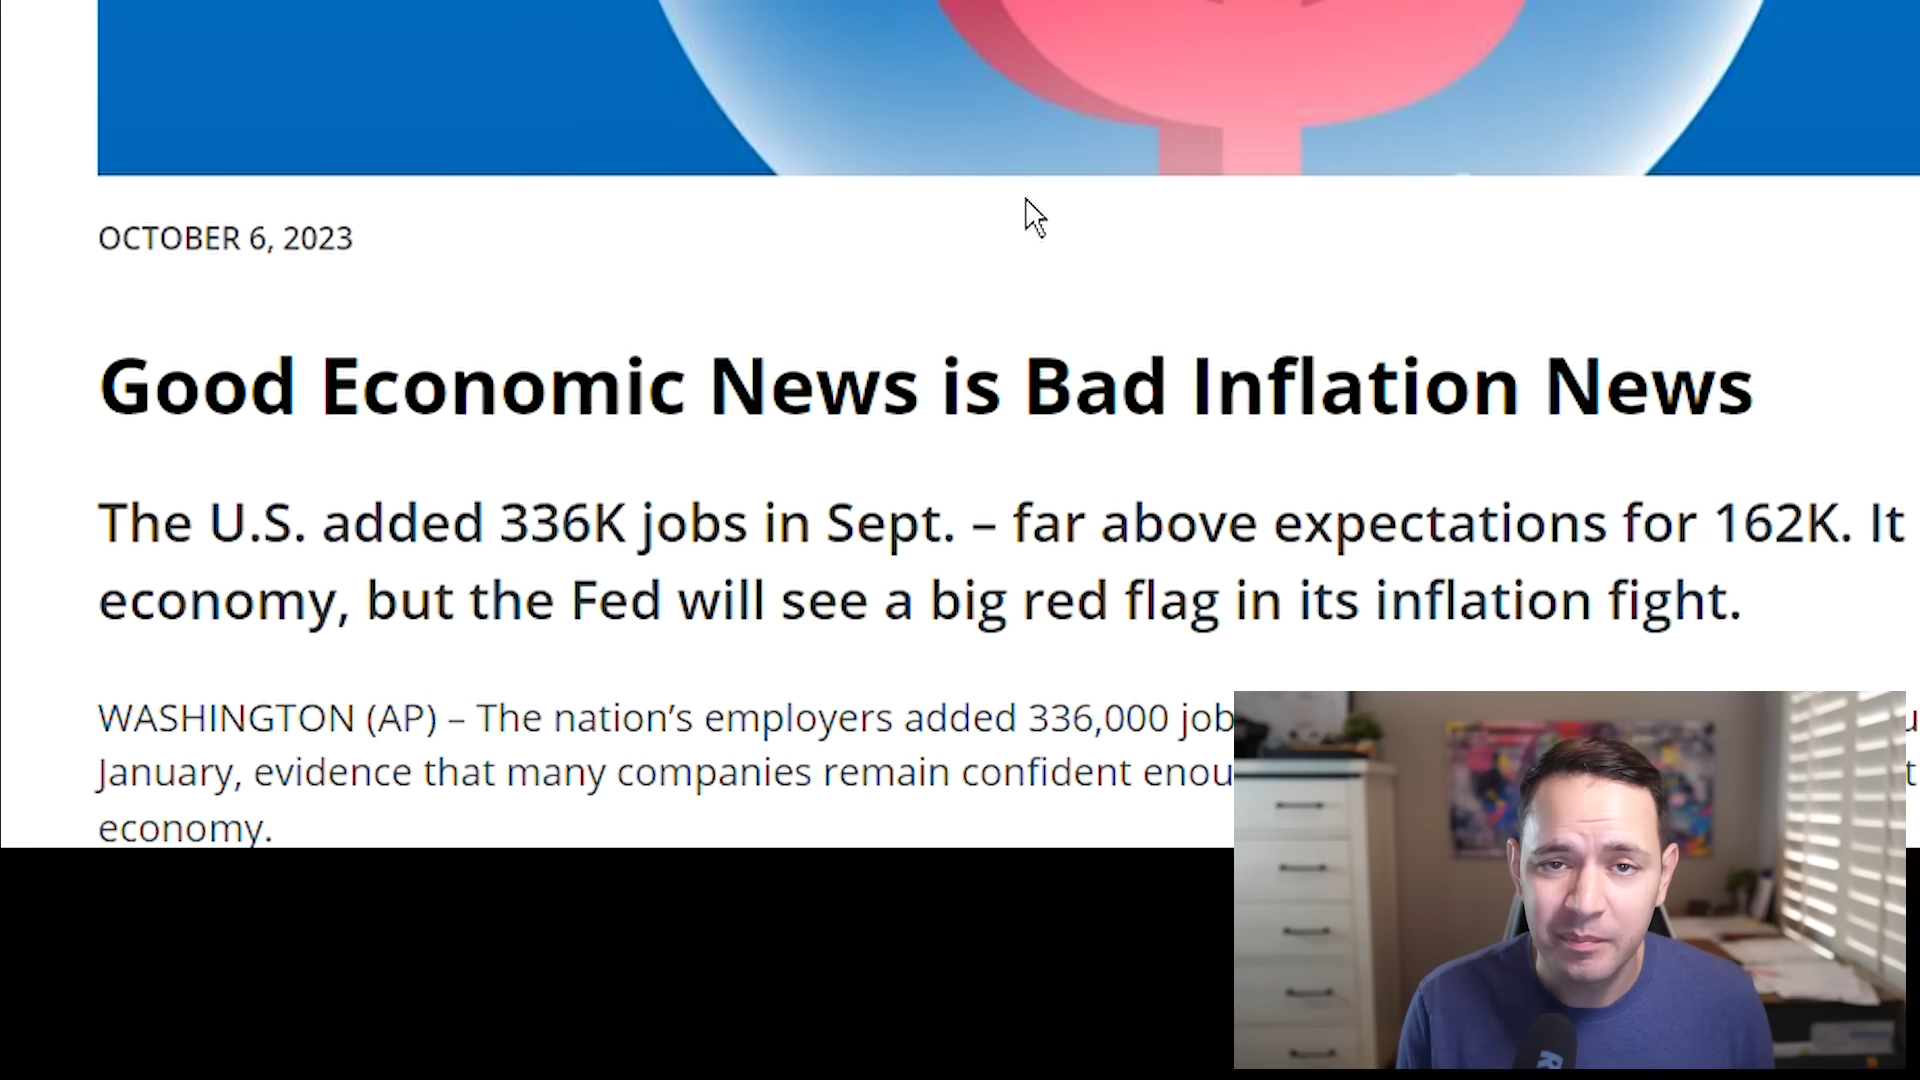 OCTOBER 6, 2023
Good Economic News is Bad Inflation News
The U.S. added 336K jobs in Sept. – far above expectations for 162K. It
economy, but the Fed will see a big red flag in its inflation fight.
WASHINGTON (AP) – The nation’s employers added 336,000
January, evidence that many companies remain confident
economy.